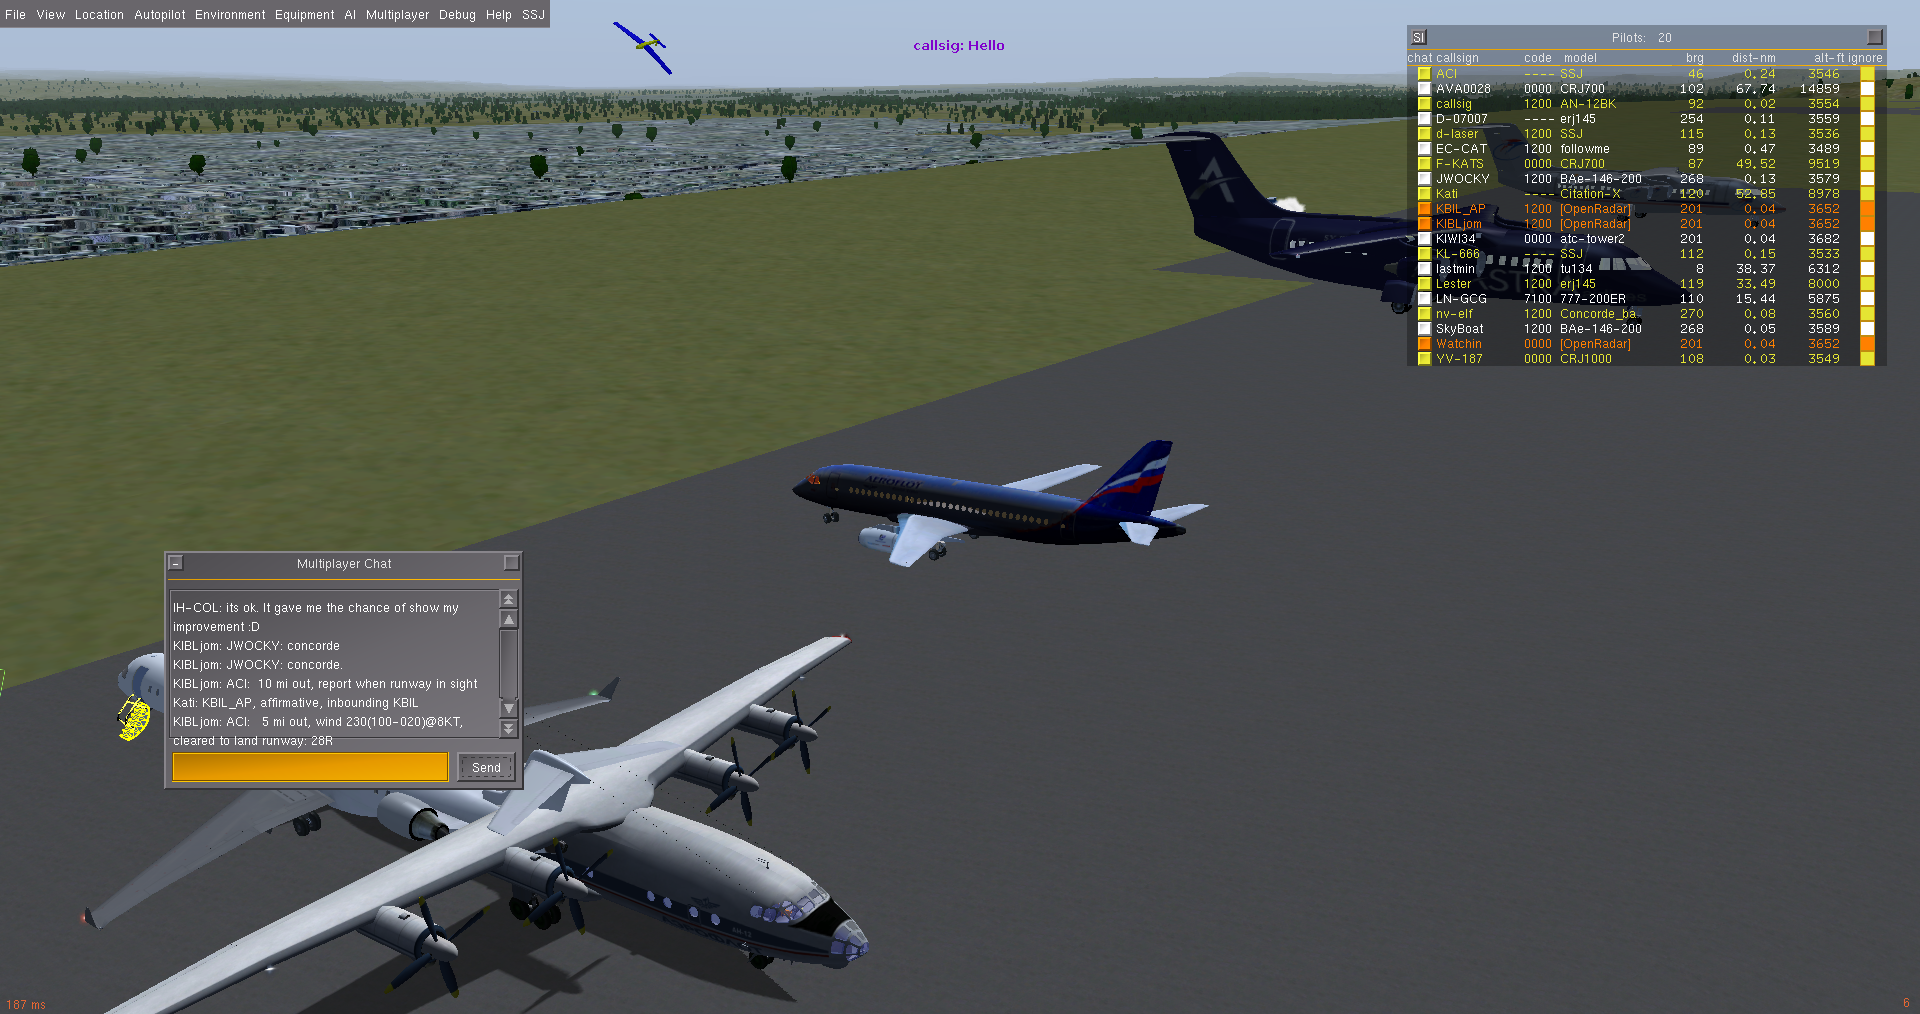 File View Location Autopilot Environment Equipment AI Multiplayer Debug Help SSJ
callsig: Hello
SI Pilots: 20
chat callsign code model brg dist-nm alt-ft ignore
ACI ---- SSJ 46 0.24 3546
AVA0028 0000 CRJ700 102 67.74 14859
callsig 1200 AN-12BK 92 0.02 3554
D-07007 ---- erj145 254 0.11 3559
d-laser 1200 SSJ 115 0.13 3536
EC-CAT 1200 followme 89 0.47 3489
F-KATS 0000 CRJ700 87 49.52 9519
JWOCKY 1200 BAe-146-200 268 0.13 3579
Kati ---- Citation-X 120 52.85 8978
KBIL_AP 1200 [OpenRadar] 201 0.04 3652
KIBLjom 1200 [OpenRadar] 201 0.04 3652
KIWI34 0000 atc-tower2 201 0.04 3682
KL-666 ---- SSJ 112 0.15 3533
lastmin 1200 tu134 8 38.37 6312
Lester 1200 erj145 119 33.49 8000
LN-GCG 7100 777-200ER 110 15.44 5875
nv-elf 1200 Concorde_ba 270 0.08 3560
SkyBoat 1200 BAe-146-200 268 0.05 3589
Watchin 0000 [OpenRadar] 201 0.04 3652
YV-187 0000 CRJ1000 108 0.03 3549
AEROFLOT
Multiplayer Chat
IH-COL: its ok. It gave me the chance of show my
improvement :D
KIBLjom: JWOCKY: concorde
KIBLjom: JWOCKY: concorde.
KIBLjom: ACI: 10 mi out, report when runway in sight
Kati: KBIL_AP, affirmative, inbounding KBIL
KIBLjom: ACI: 5 mi out, wind 230(100-020)@8KT,
cleared to land runway: 28R
Send
187 ms
6